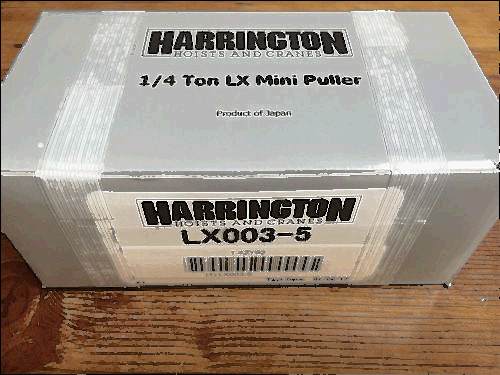 HARRINGTON
HOISTS AND CRANES
1/4 Ton LX Mini Puller
Product of Japan
HARRINGTON
HOISTS AND CRANES
LX003-5